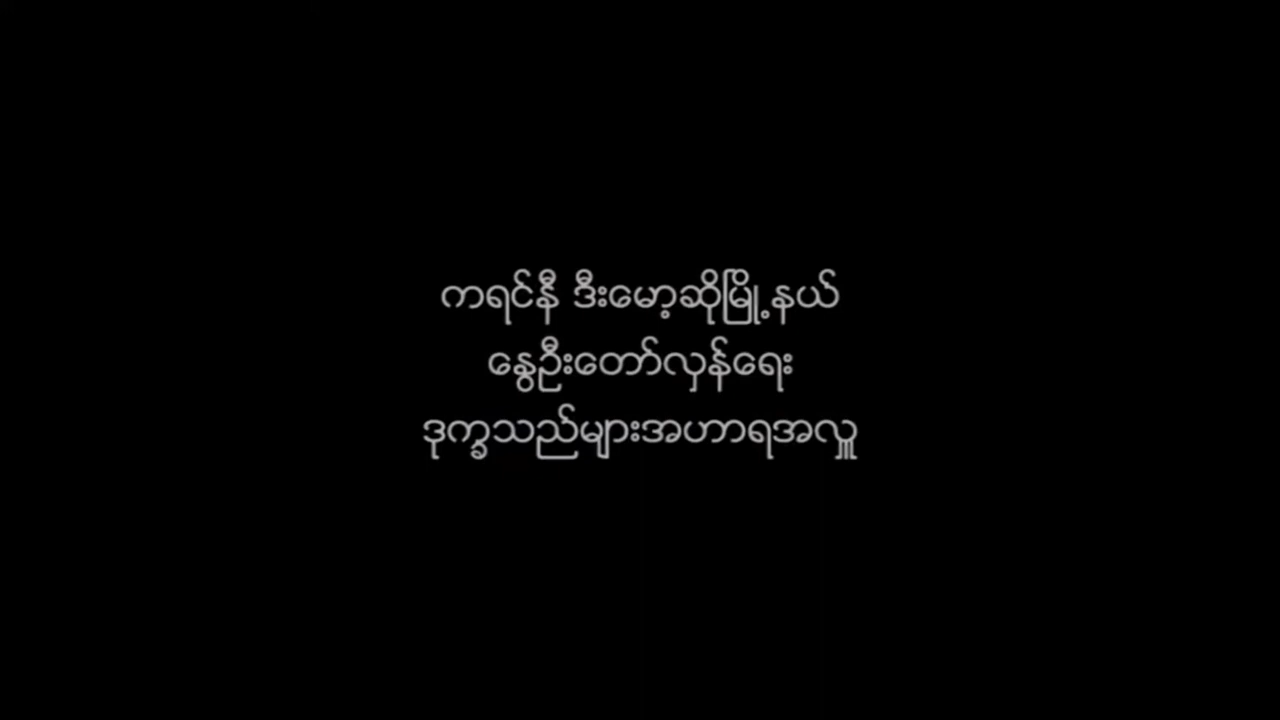 ကရင်နီ ဒီးမော့ဆိုမြို့နယ်
နွေဦးတော်လှန်ရေး
ဒုက္ခသည်များအဟာရအလှူ